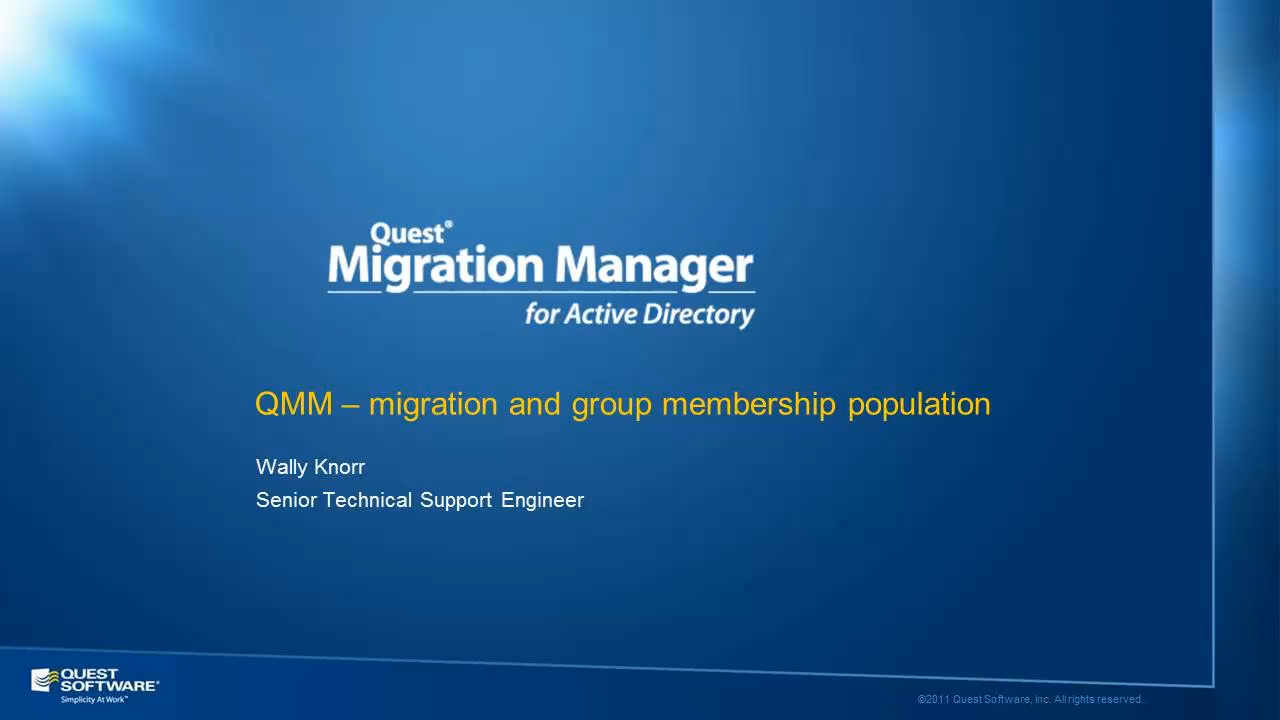 Quest®
Migration Manager
for Active Directory
QMM – migration and group membership population
Wally Knorr
Senior Technical Support Engineer
QUEST
SOFTWARE®
Simplicity At Work™
©2011 Quest Software, Inc. All rights reserved..